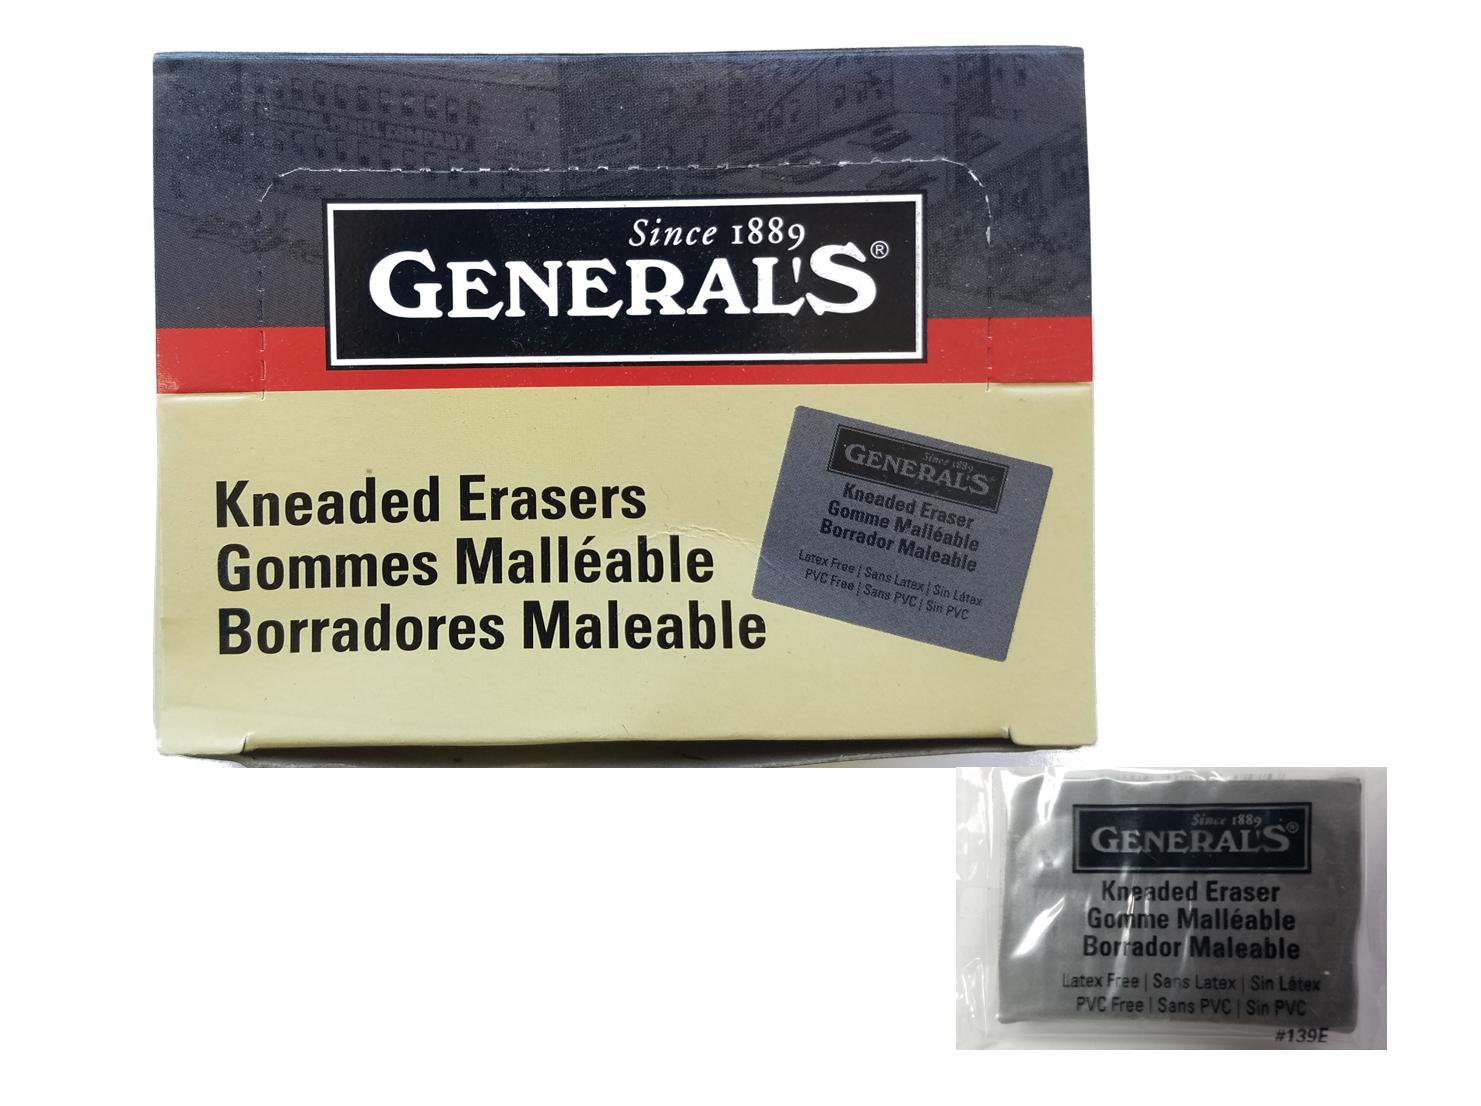 Since 1889
GENERAL'S®
Kneaded Erasers
Gommes Malléable
Borradores Maleable
Since 1889
GENERAL'S
Kneaded Eraser
Gomme Malléable
Borrador Maleable
Latex Free | Sans Latex | Sin Látex
PVC Free | Sans PVC | Sin PVC
Since 1889
GENERAL'S®
Kneaded Eraser
Gomme Malléable
Borrador Maleable
Latex Free | Sans Latex | Sin Látex
PVC Free | Sans PVC | Sin PVC
#139E